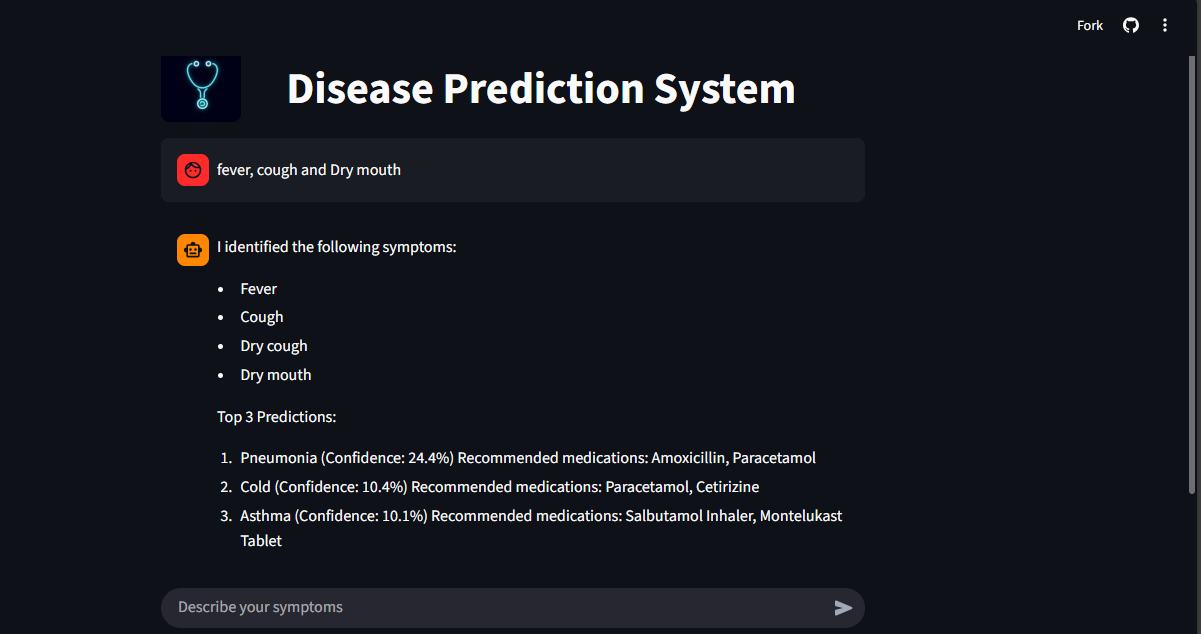 Fork
Disease Prediction System
fever, cough and Dry mouth
I identified the following symptoms:
• Fever
• Cough
• Dry cough
• Dry mouth
Top 3 Predictions:
1. Pneumonia (Confidence: 24.4%) Recommended medications: Amoxicillin, Paracetamol
2. Cold (Confidence: 10.4%) Recommended medications: Paracetamol, Cetirizine
3. Asthma (Confidence: 10.1%) Recommended medications: Salbutamol Inhaler, Montelukast
Tablet
Describe your symptoms